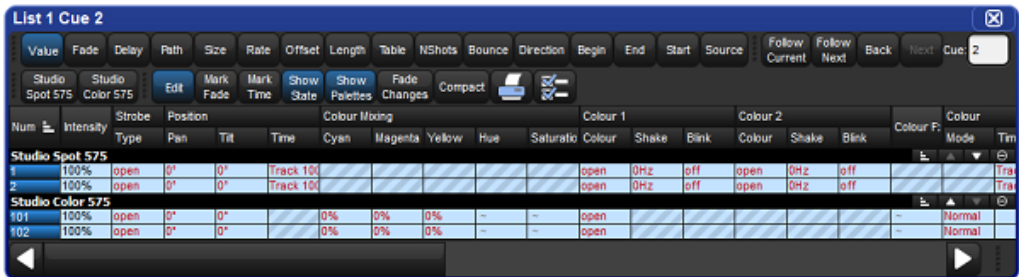 List 1 Cue 2
Value Fade Delay Path Size Rate Offset Length Table NShots Bounce Direction Begin End Start Source Follow Current Follow Next Back Next Cue: 2
Studio Spot 575 Studio Color 575 Edit Mark Fade Mark Time Show State Show Palettes Fade Changes Compact
Num Intensity Strobe Position Colour Mixing Colour 1 Colour 2 Colour F: Colour
Type Pan Tilt Time Cyan Magenta Yellow Hue Saturatio Colour Shake Blink Colour Shake Blink Mode Tim
Studio Spot 575
1 100% open 0° 0° Track 100 open 0Hz off open 0Hz off Trac
2 100% open 0° 0° Track 100 open 0Hz off open 0Hz off Trac
Studio Color 575
101 100% open 0° 0° 0% 0% 0% ~ ~ open ~ Normal
102 100% open 0° 0° 0% 0% 0% ~ ~ open ~ Normal